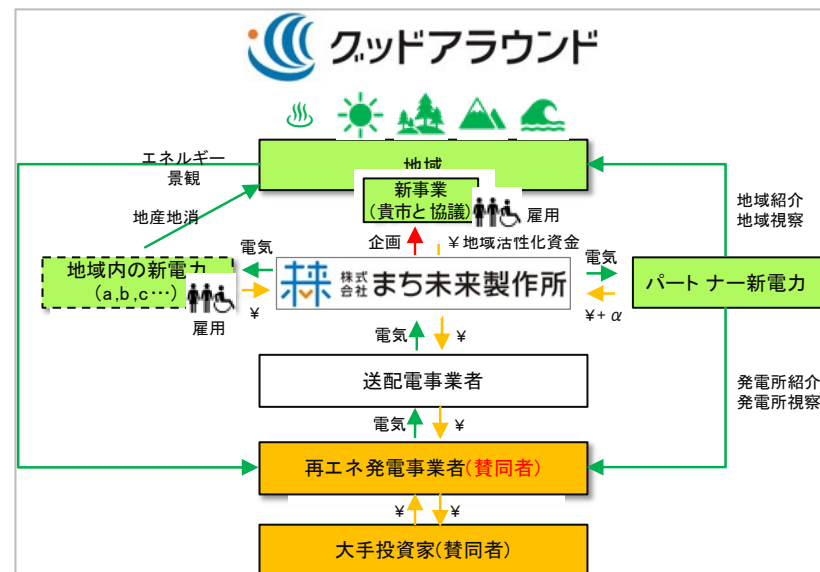 グッドアラウンド
地域
エネルギー
景観
新事業
(貴市と協議)
雇用
地域紹介
地域視察
地産地消
企画
¥地域活性化資金
電気
電気
地域内の新電力
(a,b,c…)
株式会社まち未来製作所
パートナー新電力
¥
雇用
¥+α
電気
¥
送配電事業者
発電所紹介
発電所視察
電気
¥
再エネ発電事業者(賛同者)
¥
¥
大手投資家(賛同者)